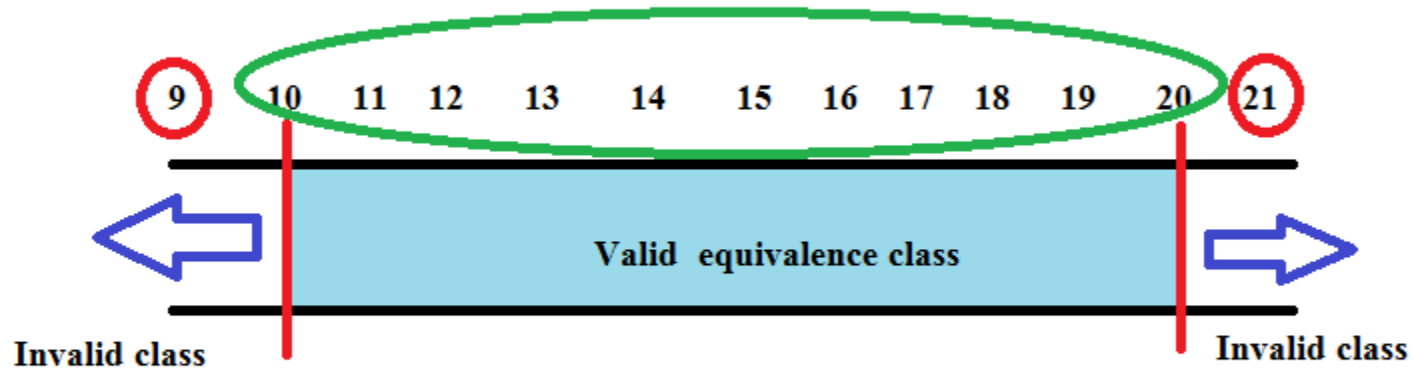 9 10 11 12 13 14 15 16 17 18 19 20 21
Valid equivalence class
Invalid class
Invalid class